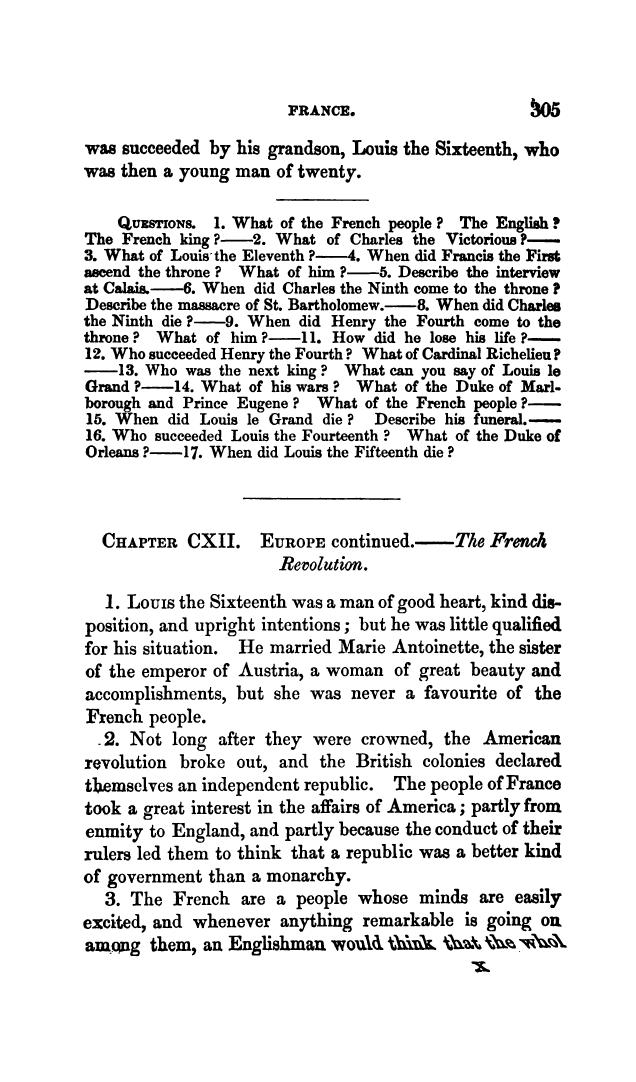 FRANCE. 305
was succeeded by his grandson, Louis the Sixteenth, who
was then a young man of twenty.
QUESTIONS. 1. What of the French people? The English?
The French king?——2. What of Charles the Victorious?——
3. What of Louis the Eleventh?——4. When did Francis the First
ascend the throne? What of him?——5. Describe the interview
at Calais.——6. When did Charles the Ninth come to the throne?
Describe the massacre of St. Bartholomew.——8. When did Charles
the Ninth die?——9. When did Henry the Fourth come to the
throne? What of him?——11. How did he lose his life?——
12. Who succeeded Henry the Fourth? What of Cardinal Richelieu?
——13. Who was the next king? What can you say of Louis le
Grand?——14. What of his wars? What of the Duke of Marl-
borough and Prince Eugene? What of the French people?——
15. When did Louis le Grand die? Describe his funeral.——
16. Who succeeded Louis the Fourteenth? What of the Duke of
Orleans?——17. When did Louis the Fifteenth die?
CHAPTER CXII. EUROPE continued.——The French
Revolution.
1. LOUIS the Sixteenth was a man of good heart, kind dis-
position, and upright intentions; but he was little qualified
for his situation. He married Marie Antoinette, the sister
of the emperor of Austria, a woman of great beauty and
accomplishments, but she was never a favourite of the
French people.
2. Not long after they were crowned, the American
revolution broke out, and the British colonies declared
themselves an independent republic. The people of France
took a great interest in the affairs of America; partly from
enmity to England, and partly because the conduct of their
rulers led them to think that a republic was a better kind
of government than a monarchy.
3. The French are a people whose minds are easily
excited, and whenever anything remarkable is going on
among them, an Englishman would think that the whol
X